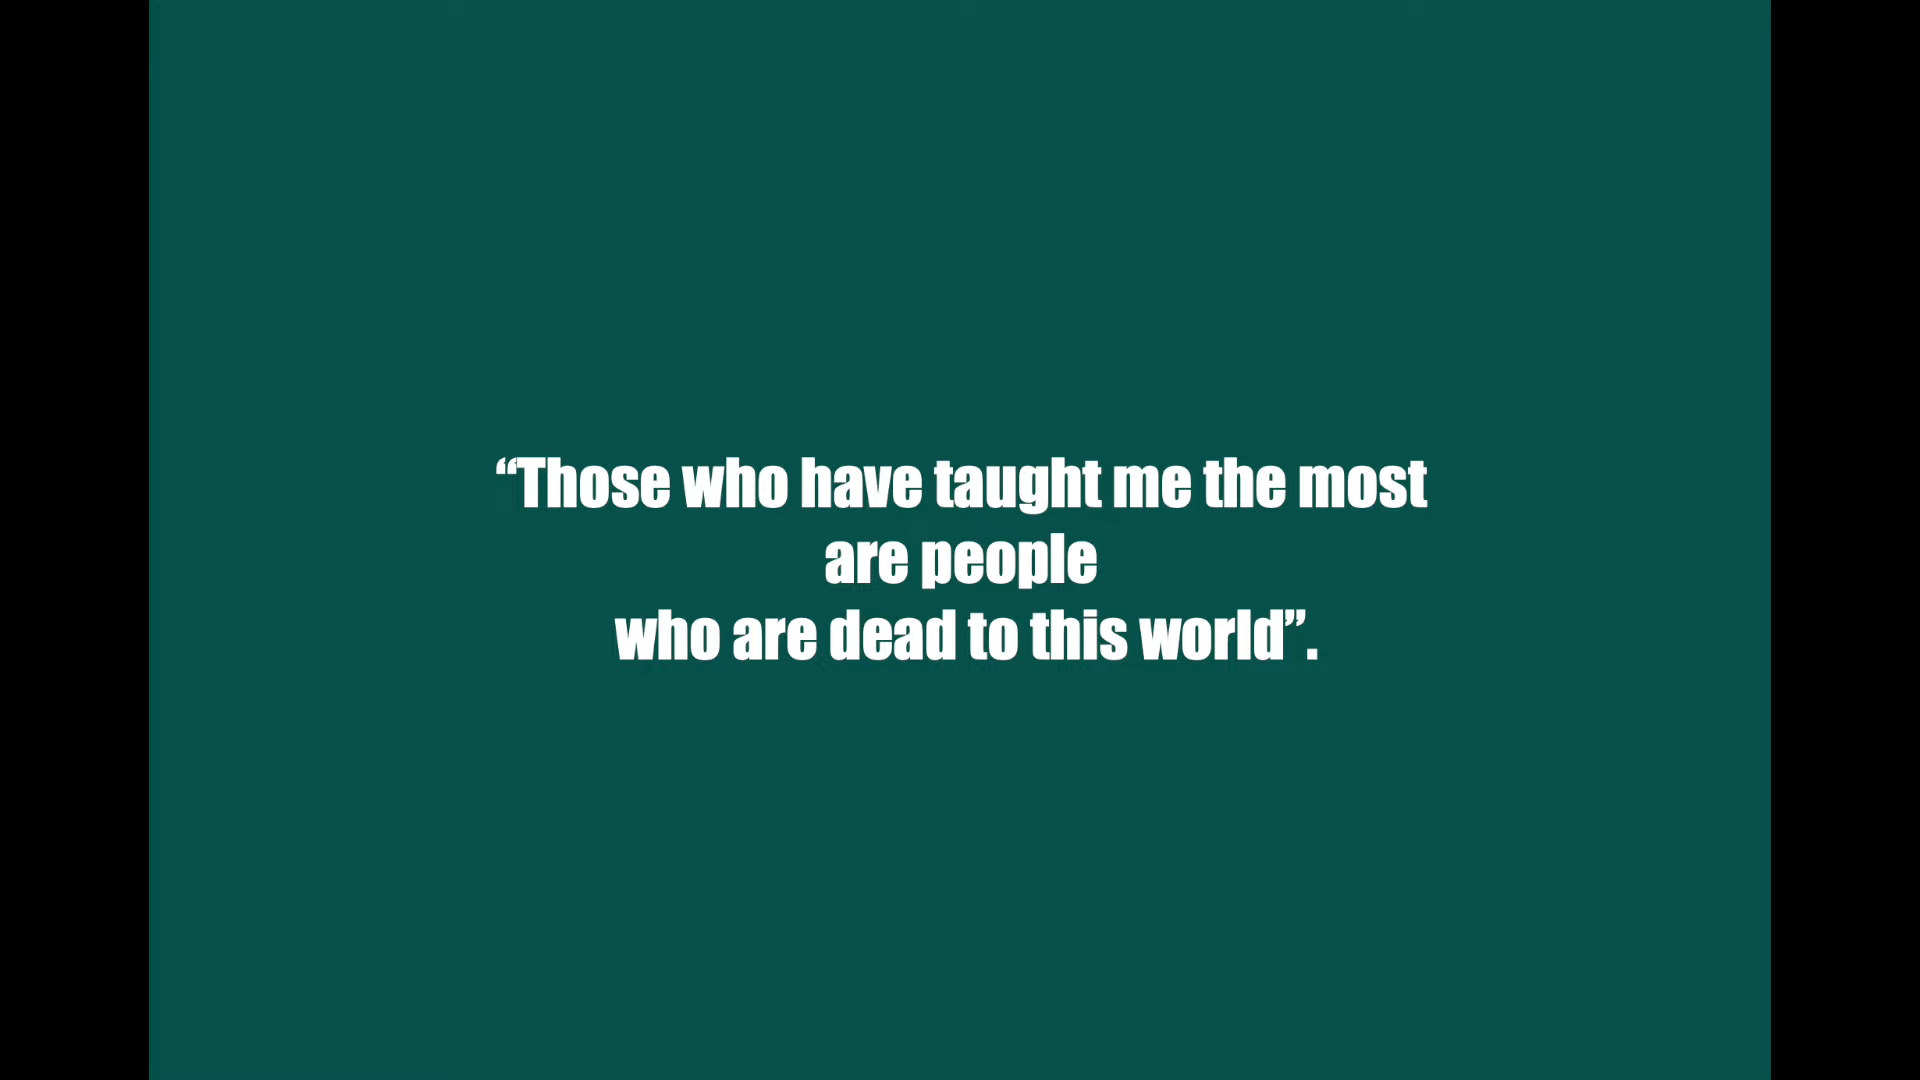 “Those who have taught me the most
are people
who are dead to this world”.